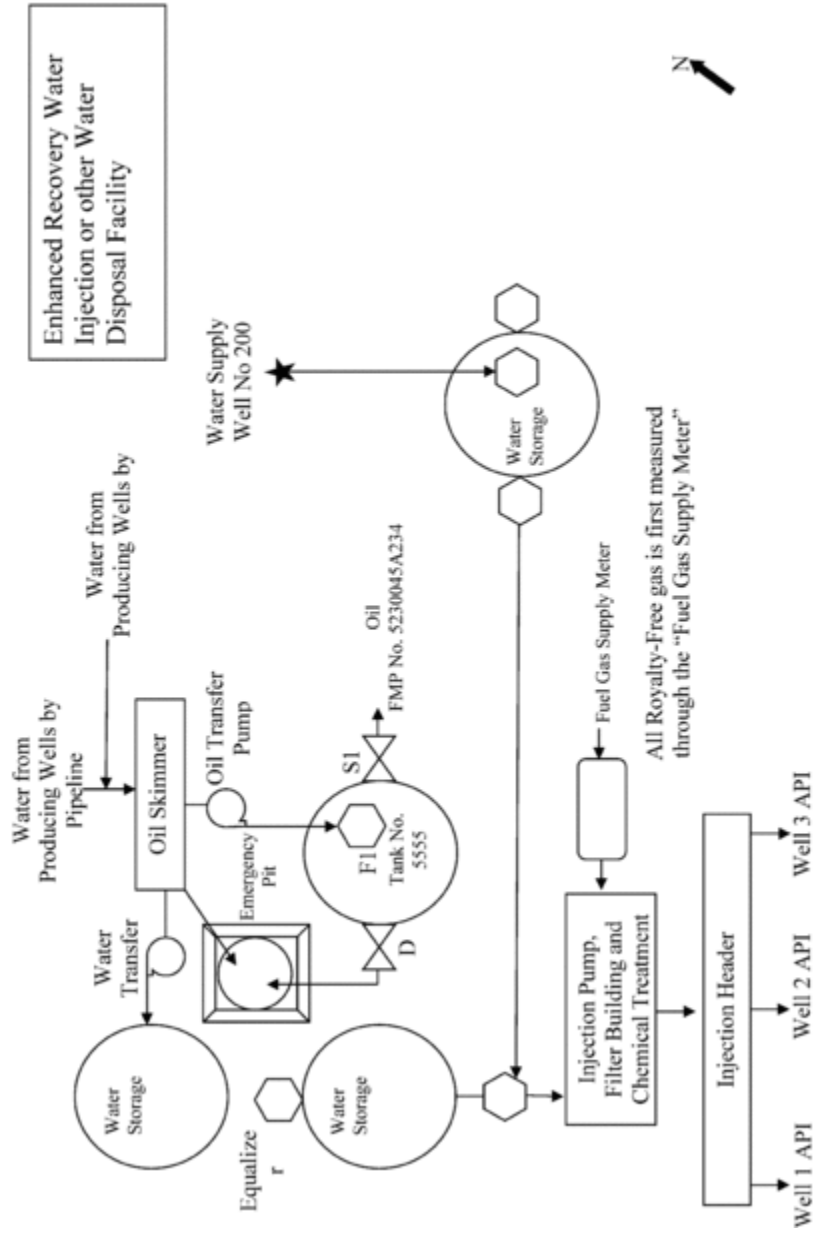 Enhanced Recovery Water
Injection or other Water
Disposal Facility
Water from
Producing Wells by
Pipeline
Water from
Producing Wells by
Oil Skimmer
Water
Transfer
Oil Transfer
Pump
Emergency
Pit
Water
Storage
F1
Tank No.
5555
S1
D
Oil
FMP No. 5230045A234
Water Supply
Well No 200
Water
Storage
Equalize
r
Water
Storage
Injection Pump,
Filter Building and
Chemical Treatment
Fuel Gas Supply Meter
All Royalty-Free gas is first measured
through the “Fuel Gas Supply Meter”
Injection Header
Well 1 API
Well 2 API
Well 3 API
N